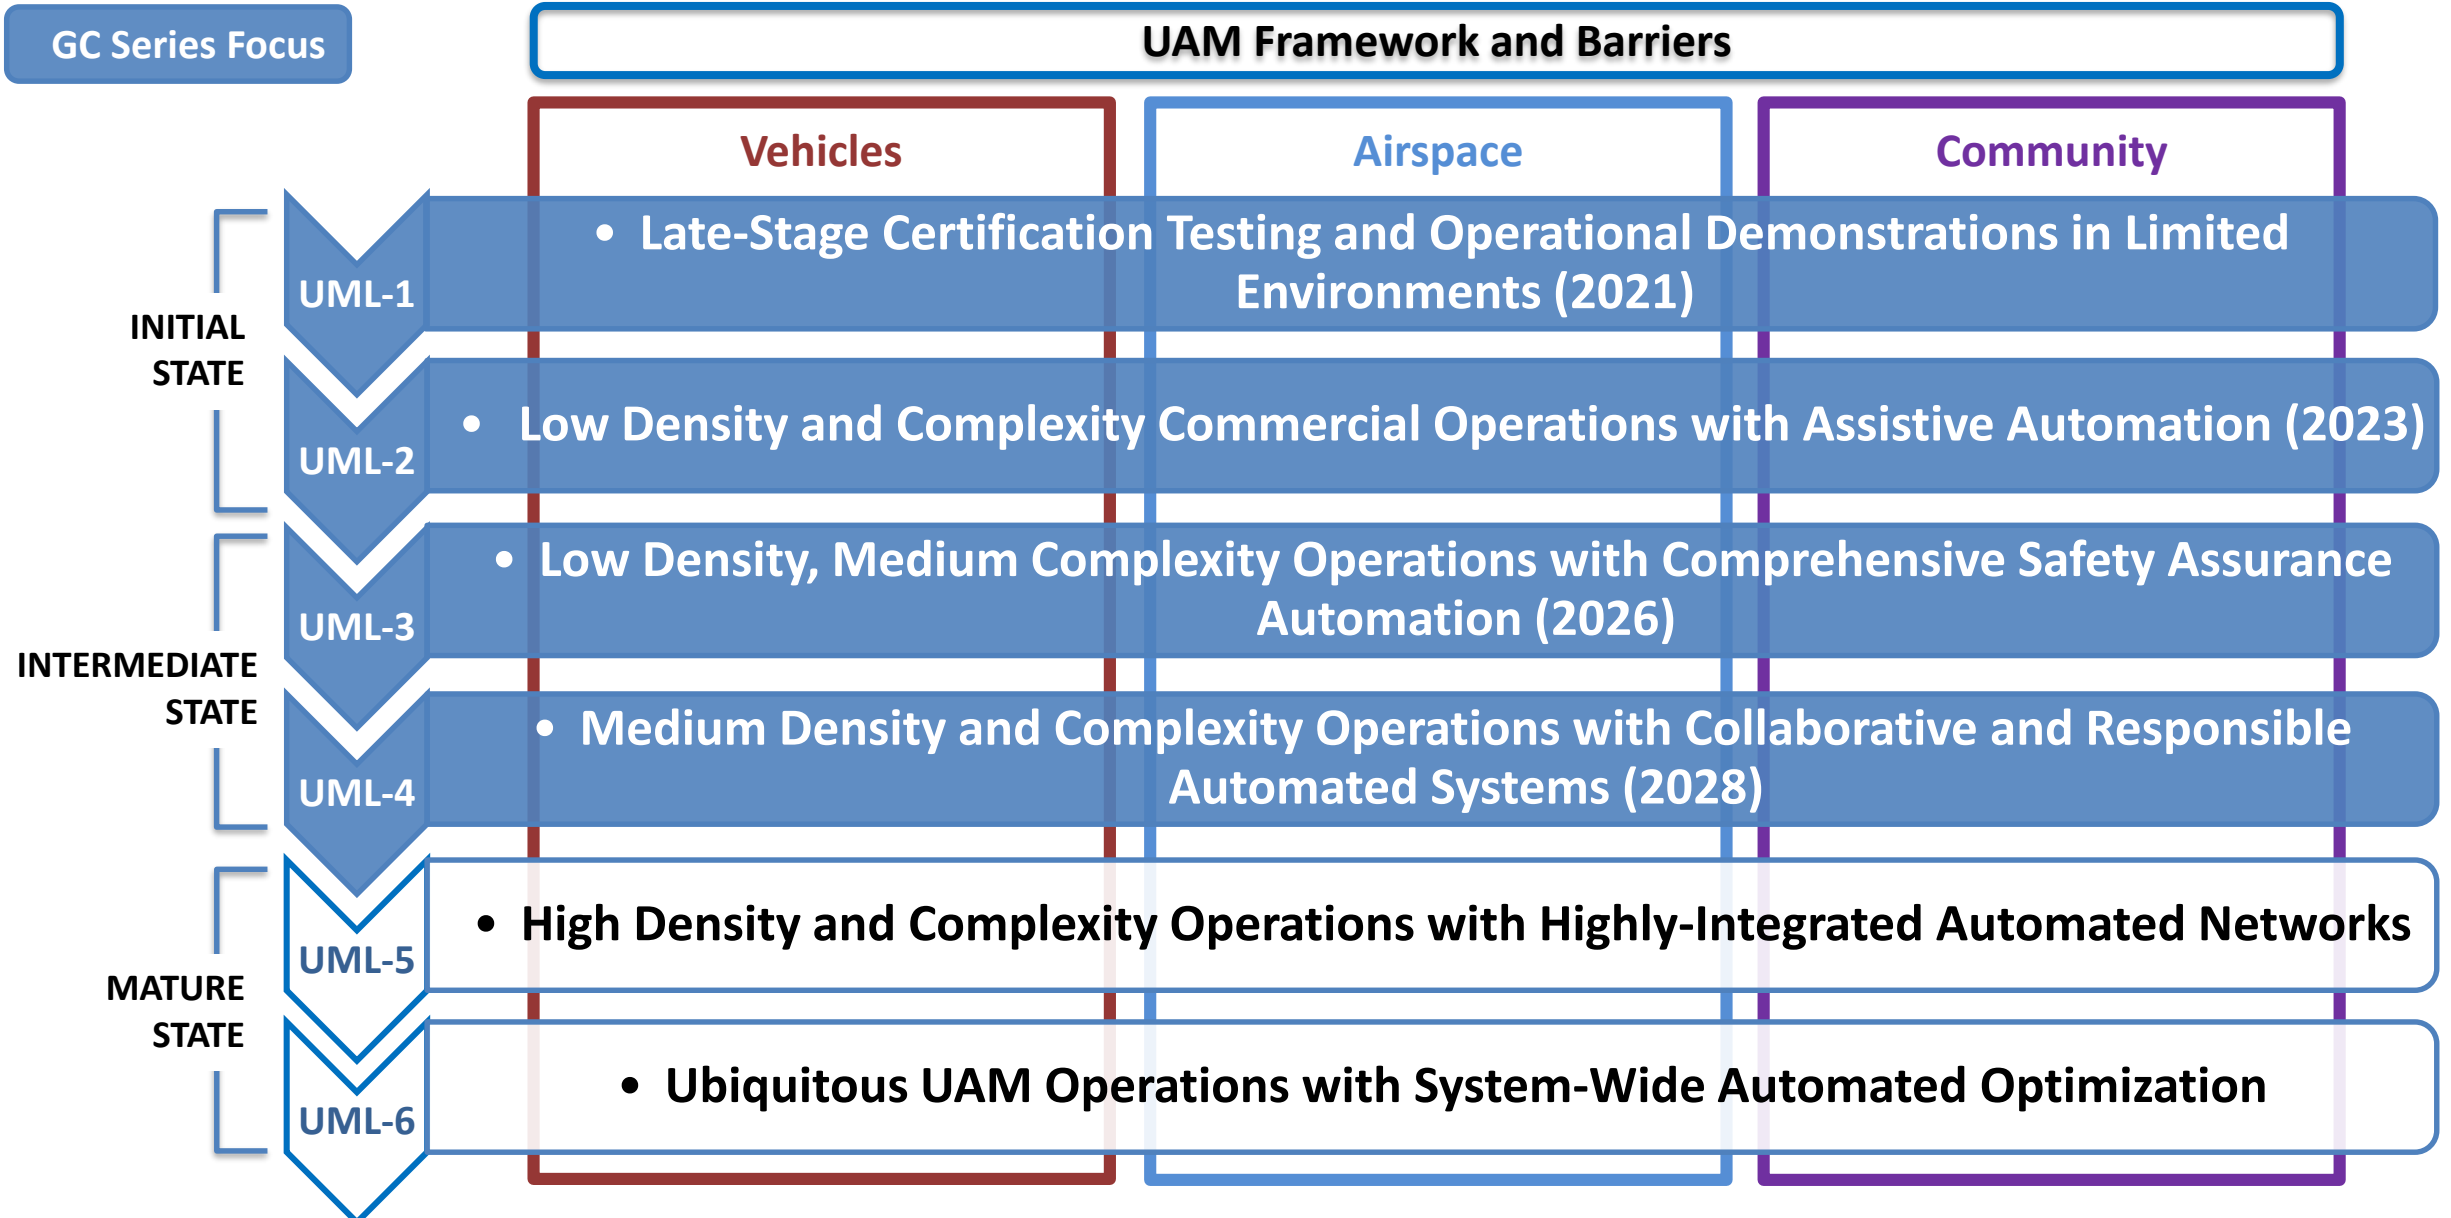 GC Series Focus
UAM Framework and Barriers
Vehicles
Airspace
Community
INITIAL
STATE
UML-1
• Late-Stage Certification Testing and Operational Demonstrations in Limited
Environments (2021)
UML-2
• Low Density and Complexity Commercial Operations with Assistive Automation (2023)
INTERMEDIATE
STATE
UML-3
• Low Density, Medium Complexity Operations with Comprehensive Safety Assurance
Automation (2026)
UML-4
• Medium Density and Complexity Operations with Collaborative and Responsible
Automated Systems (2028)
MATURE
STATE
UML-5
• High Density and Complexity Operations with Highly-Integrated Automated Networks
UML-6
• Ubiquitous UAM Operations with System-Wide Automated Optimization